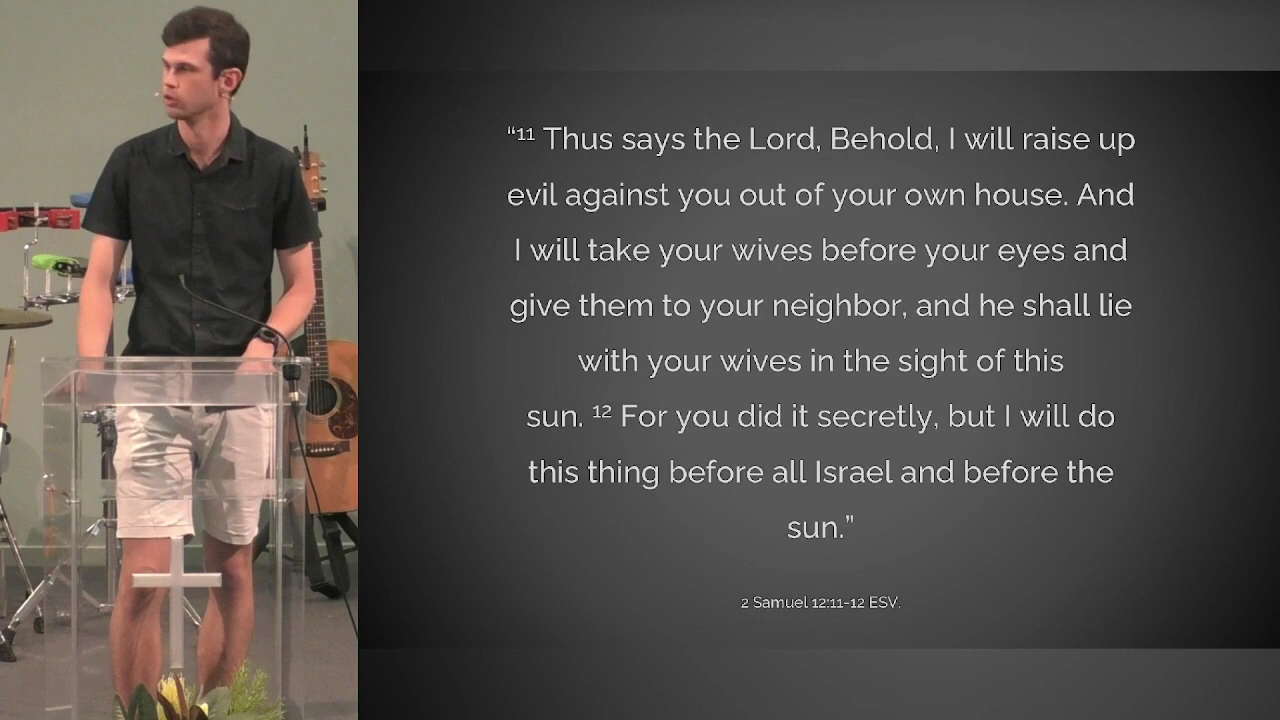 “¹¹ Thus says the Lord, Behold, I will raise up
evil against you out of your own house. And
I will take your wives before your eyes and
give them to your neighbor, and he shall lie
with your wives in the sight of this
sun. ¹² For you did it secretly, but I will do
this thing before all Israel and before the
sun.”
2 Samuel 12:11-12 ESV.